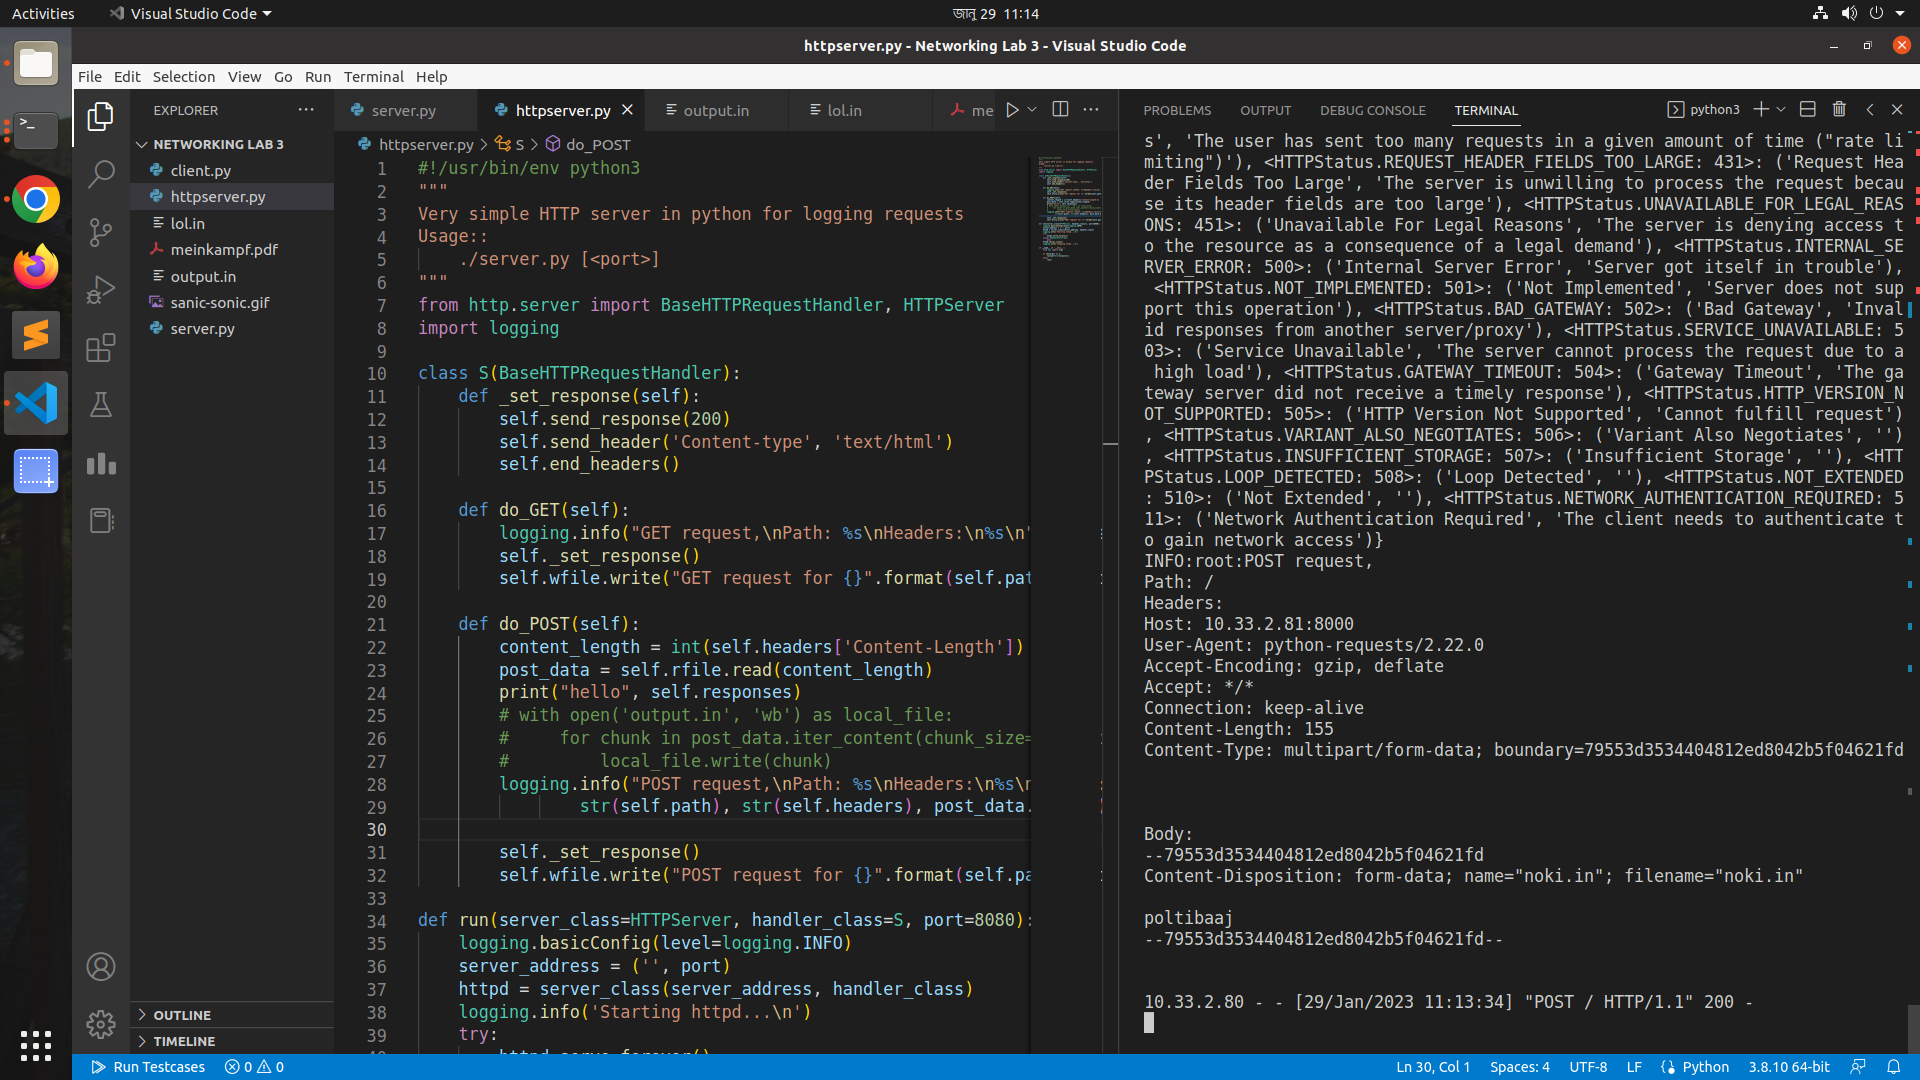 Activities
Visual Studio Code
জানু 29 11:14
httpserver.py - Networking Lab 3 - Visual Studio Code
File Edit Selection View Go Run Terminal Help
EXPLORER
NETWORKING LAB 3
client.py
httpserver.py
lol.in
meinkampf.pdf
output.in
sanic-sonic.gif
server.py
OUTLINE
TIMELINE
server.py
httpserver.py
output.in
lol.in
me
httpserver.py > S > do_POST
1 #!/usr/bin/env python3
2 """
3 Very simple HTTP server in python for logging requests
4 Usage::
5 ./server.py [<port>]
6 """
7 from http.server import BaseHTTPRequestHandler, HTTPServer
8 import logging
9
10 class S(BaseHTTPRequestHandler):
11 def _set_response(self):
12 self.send_response(200)
13 self.send_header('Content-type', 'text/html')
14 self.end_headers()
15
16 def do_GET(self):
17 logging.info("GET request,\nPath: %s\nHeaders:\n%s\n"
18 self._set_response()
19 self.wfile.write("GET request for {}".format(self.pat
20
21 def do_POST(self):
22 content_length = int(self.headers['Content-Length'])
23 post_data = self.rfile.read(content_length)
24 print("hello", self.responses)
25 # with open('output.in', 'wb') as local_file:
26 # for chunk in post_data.iter_content(chunk_size=
27 # local_file.write(chunk)
28 logging.info("POST request,\nPath: %s\nHeaders:\n%s\n
29 str(self.path), str(self.headers), post_data.
30
31 self._set_response()
32 self.wfile.write("POST request for {}".format(self.pa
33
34 def run(server_class=HTTPServer, handler_class=S, port=8080):
35 logging.basicConfig(level=logging.INFO)
36 server_address = ('', port)
37 httpd = server_class(server_address, handler_class)
38 logging.info('Starting httpd...\n')
39 try:
PROBLEMS OUTPUT DEBUG CONSOLE TERMINAL
python3
s', 'The user has sent too many requests in a given amount of time ("rate li
miting")'), <HTTPStatus.REQUEST_HEADER_FIELDS_TOO_LARGE: 431>: ('Request Hea
der Fields Too Large', 'The server is unwilling to process the request becau
se its header fields are too large'), <HTTPStatus.UNAVAILABLE_FOR_LEGAL_REAS
ONS: 451>: ('Unavailable For Legal Reasons', 'The server is denying access t
o the resource as a consequence of a legal demand'), <HTTPStatus.INTERNAL_SE
RVER_ERROR: 500>: ('Internal Server Error', 'Server got itself in trouble'),
<HTTPStatus.NOT_IMPLEMENTED: 501>: ('Not Implemented', 'Server does not sup
port this operation'), <HTTPStatus.BAD_GATEWAY: 502>: ('Bad Gateway', 'Inval
id responses from another server/proxy'), <HTTPStatus.SERVICE_UNAVAILABLE: 5
03>: ('Service Unavailable', 'The server cannot process the request due to a
high load'), <HTTPStatus.GATEWAY_TIMEOUT: 504>: ('Gateway Timeout', 'The ga
teway server did not receive a timely response'), <HTTPStatus.HTTP_VERSION_N
OT_SUPPORTED: 505>: ('HTTP Version Not Supported', 'Cannot fulfill request')
, <HTTPStatus.VARIANT_ALSO_NEGOTIATES: 506>: ('Variant Also Negotiates', '')
, <HTTPStatus.INSUFFICIENT_STORAGE: 507>: ('Insufficient Storage', ''), <HTT
PStatus.LOOP_DETECTED: 508>: ('Loop Detected', ''), <HTTPStatus.NOT_EXTENDED
: 510>: ('Not Extended', ''), <HTTPStatus.NETWORK_AUTHENTICATION_REQUIRED: 5
11>: ('Network Authentication Required', 'The client needs to authenticate t
o gain network access')}
INFO:root:POST request,
Path: /
Headers:
Host: 10.33.2.81:8000
User-Agent: python-requests/2.22.0
Accept-Encoding: gzip, deflate
Accept: */*
Connection: keep-alive
Content-Length: 155
Content-Type: multipart/form-data; boundary=79553d3534404812ed8042b5f04621fd
Body:
--79553d3534404812ed8042b5f04621fd
Content-Disposition: form-data; name="noki.in"; filename="noki.in"
poltibaaj
--79553d3534404812ed8042b5f04621fd--
10.33.2.80 - - [29/Jan/2023 11:13:34] "POST / HTTP/1.1" 200 -
Run Testcases
0 0
Ln 30, Col 1
Spaces: 4
UTF-8
LF
Python
3.8.10 64-bit